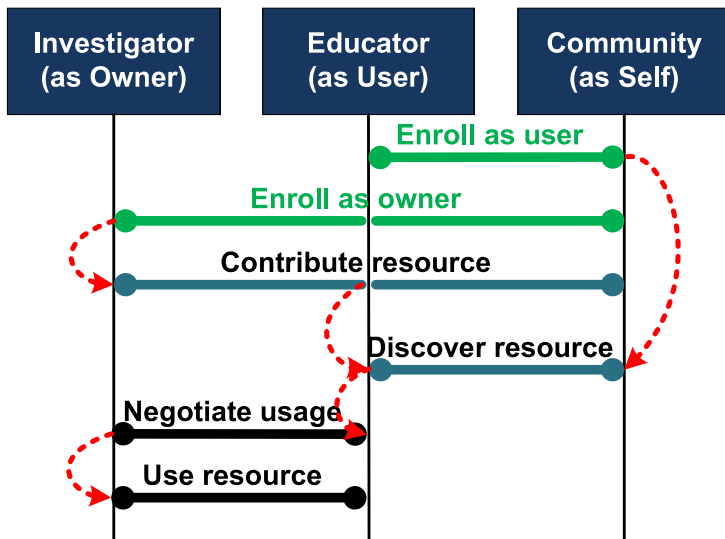 Investigator
(as Owner)
Educator
(as User)
Community
(as Self)
Enroll as user
Enroll as owner
Contribute resource
Discover resource
Negotiate usage
Use resource